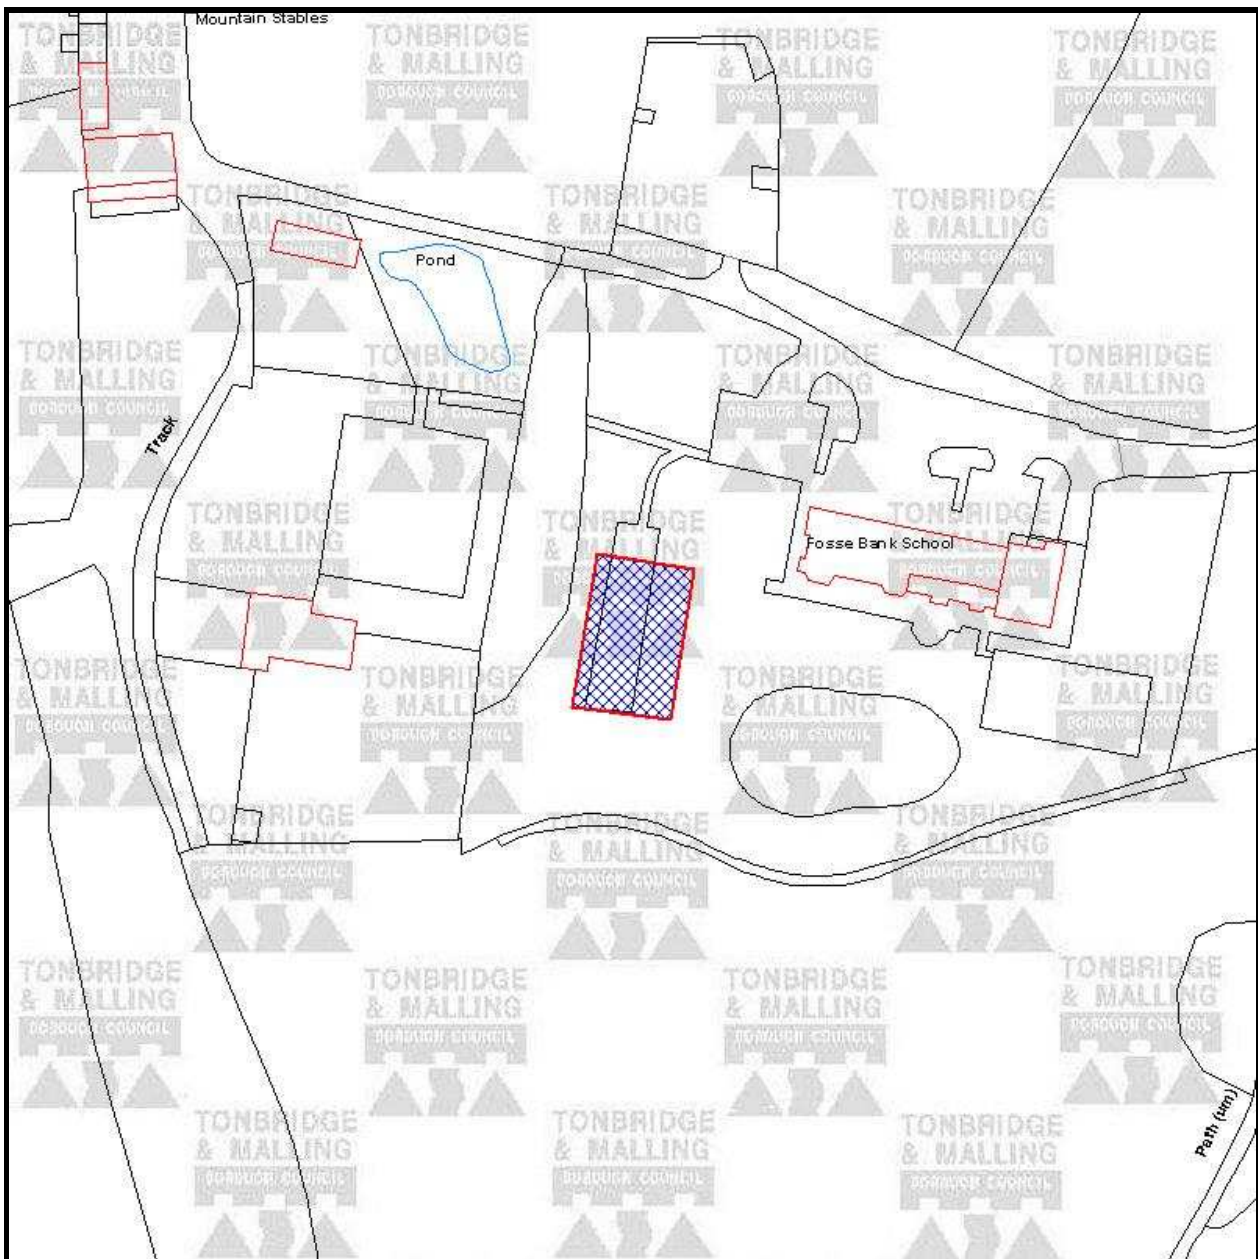 Mountain Stables
Pond
Track
Fosse Bank School
Path (um)
TONBRIDGE
& MALLING
BOROUGH COUNCIL